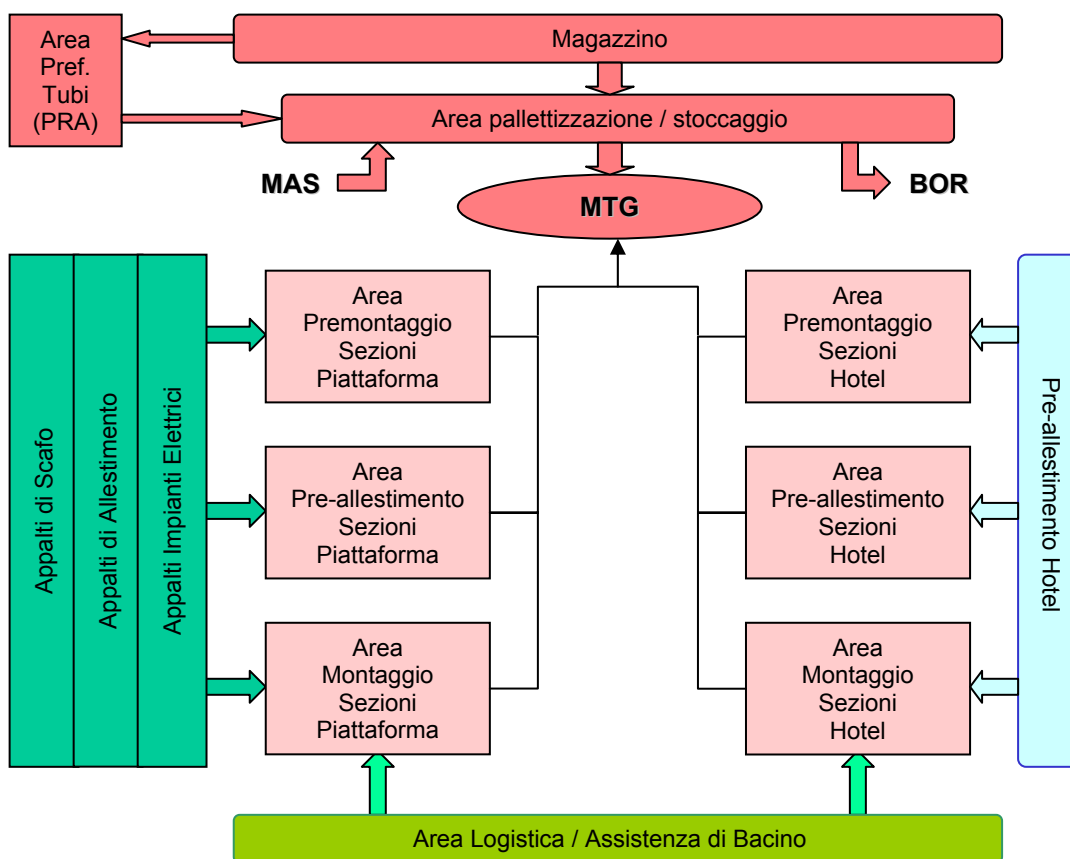 Area
Pref.
Tubi
(PRA)
Magazzino
Area pallettizzazione / stoccaggio
MAS
BOR
MTG
Appalti di Scafo
Appalti di Allestimento
Appalti Impianti Elettrici
Area
Premontaggio
Sezioni
Piattaforma
Area
Premontaggio
Sezioni
Hotel
Area
Pre-allestimento
Sezioni
Piattaforma
Area
Pre-allestimento
Sezioni
Hotel
Area
Montaggio
Sezioni
Piattaforma
Area
Montaggio
Sezioni
Hotel
Pre-allestimento Hotel
Area Logistica / Assistenza di Bacino